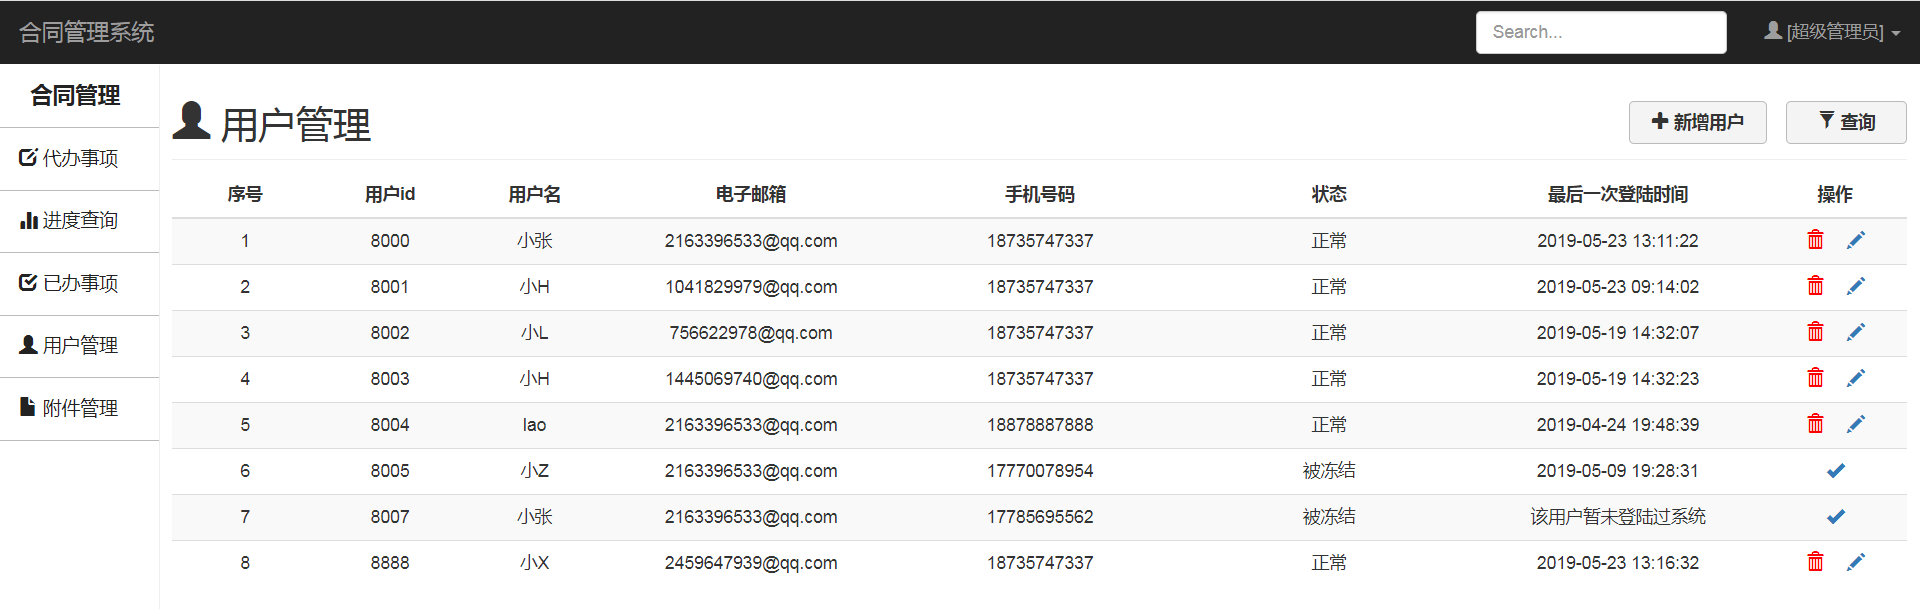 合同管理系统 Search... [超级管理员]
合同管理
代办事项
进度查询
已办事项
用户管理
附件管理
用户管理 新增用户 查询
序号 用户id 用户名 电子邮箱 手机号码 状态 最后一次登陆时间 操作
1 8000 小张 2163396533@qq.com 18735747337 正常 2019-05-23 13:11:22
2 8001 小H 1041829979@qq.com 18735747337 正常 2019-05-23 09:14:02
3 8002 小L 756622978@qq.com 18735747337 正常 2019-05-19 14:32:07
4 8003 小H 1445069740@qq.com 18735747337 正常 2019-05-19 14:32:23
5 8004 lao 2163396533@qq.com 18878887888 正常 2019-04-24 19:48:39
6 8005 小Z 2163396533@qq.com 17770078954 被冻结 2019-05-09 19:28:31
7 8007 小张 2163396533@qq.com 17785695562 被冻结 该用户暂未登陆过系统
8 8888 小X 2459647939@qq.com 18735747337 正常 2019-05-23 13:16:32